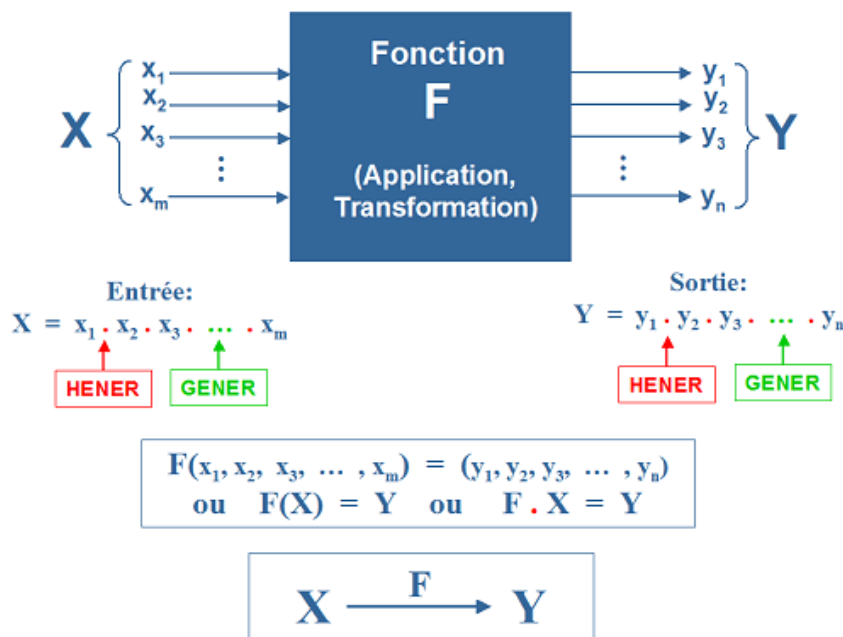 Fonction
F
(Application,
Transformation)
X
x₁
x₂
x₃
⋮
xₘ
y₁
y₂
y₃
⋮
yₙ
Y
Entrée:
X = x₁ . x₂ . x₃ . ... . xₘ
HENER GENER
Sortie:
Y = y₁ . y₂ . y₃ . ... . yₙ
HENER GENER
F(x₁, x₂, x₃, ... , xₘ) = (y₁, y₂, y₃, ... , yₙ)
ou F(X) = Y ou F . X = Y
F
X ⟶ Y